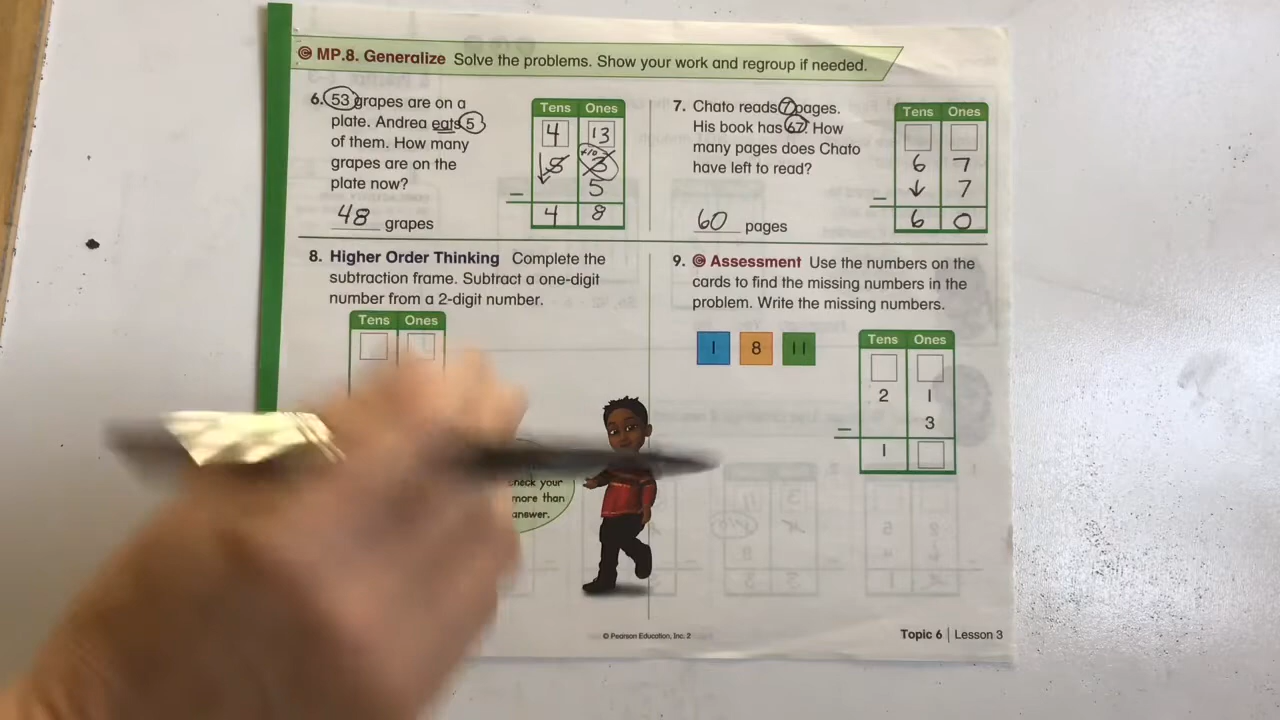 MP.8. Generalize Solve the problems. Show your work and regroup if needed.
6. 53 grapes are on a
plate. Andrea eats 5
of them. How many
grapes are on the
plate now?
48 grapes
Tens Ones
4 13
+10
5 3
5
-
4 8
7. Chato reads 7 pages.
His book has 67. How
many pages does Chato
have left to read?
60 pages
Tens Ones
6 7
7
-
6 0
8. Higher Order Thinking Complete the
subtraction frame. Subtract a one-digit
number from a 2-digit number.
Tens Ones
check your
more than
answer.
9. Assessment Use the numbers on the
cards to find the missing numbers in the
problem. Write the missing numbers.
1 8 11
Tens Ones
2 1
- 3
1
© Pearson Education, Inc. 2
Topic 6 | Lesson 3